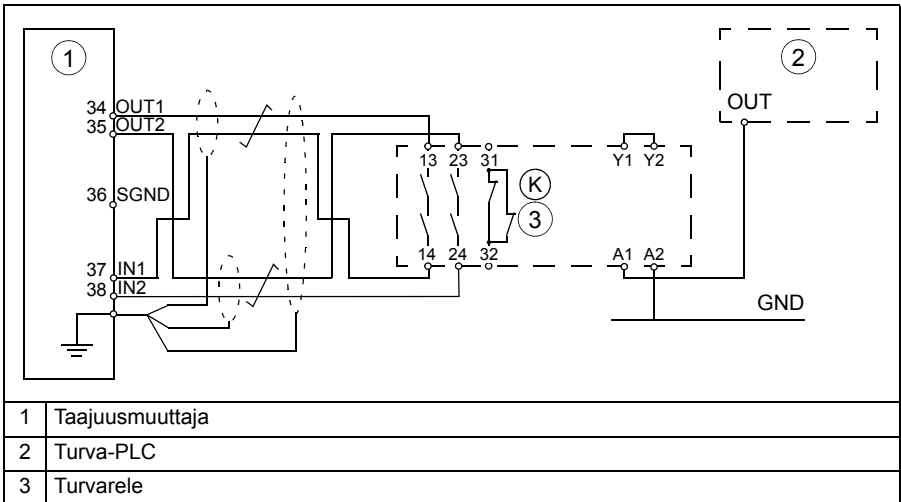 1
2
34 OUT1
35 OUT2
OUT
13 23 31
Y1 Y2
K
36 SGND
3
14 24 32
A1 A2
37 IN1
38 IN2
GND
1 Taajuusmuuttaja
2 Turva-PLC
3 Turvarele